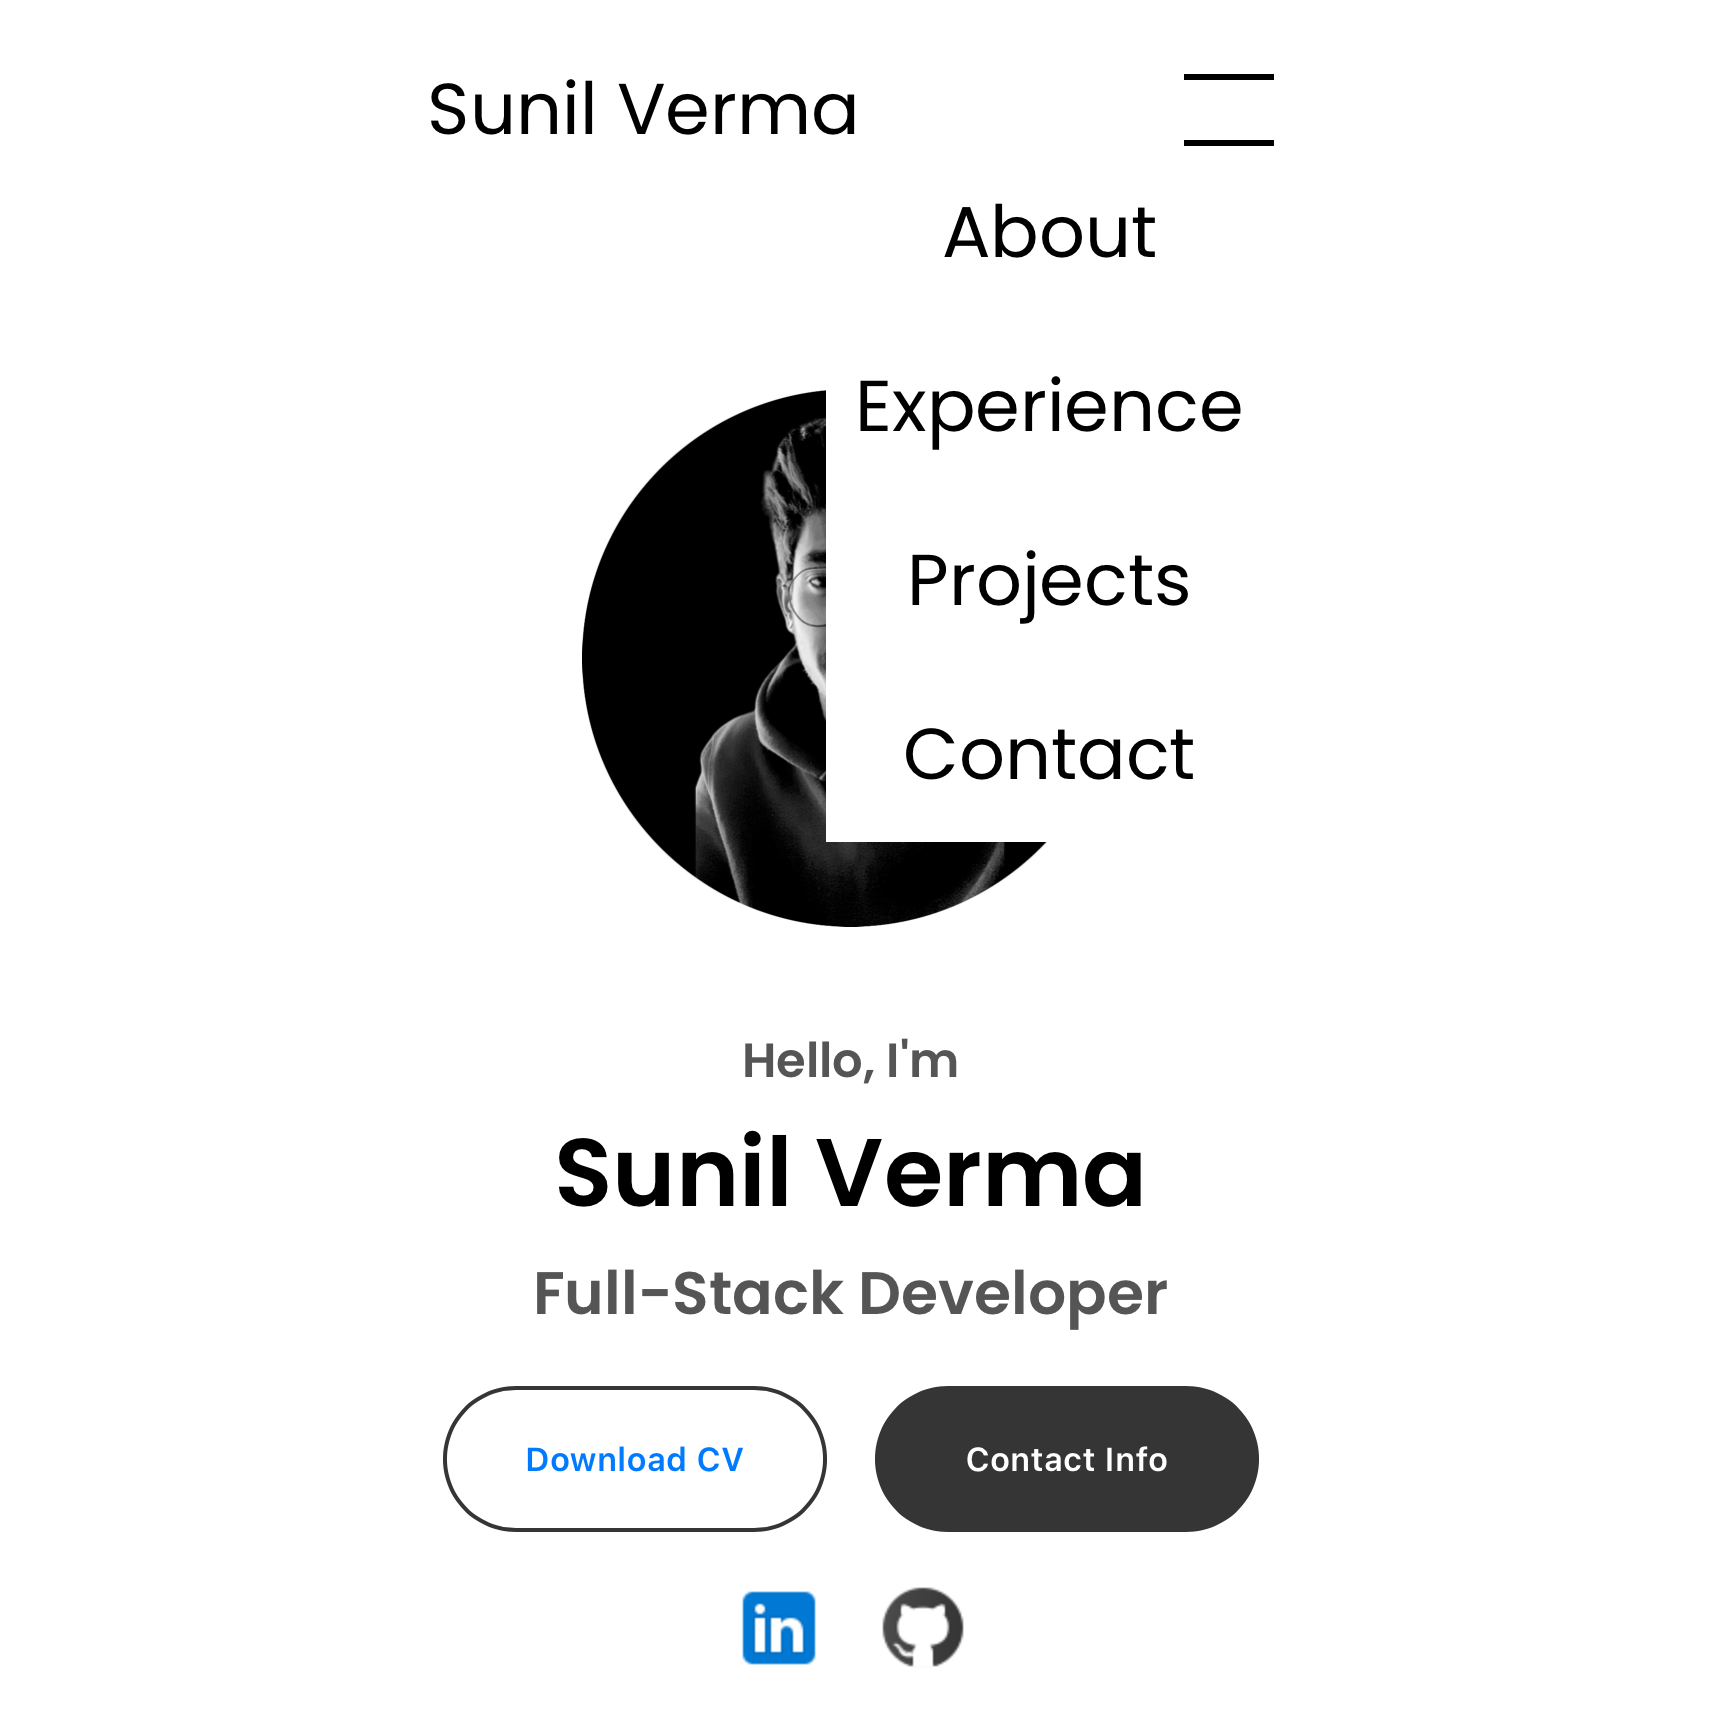 Sunil Verma
About
Experience
Projects
Contact
Hello, I'm
Sunil Verma
Full-Stack Developer
Download CV
Contact Info
in